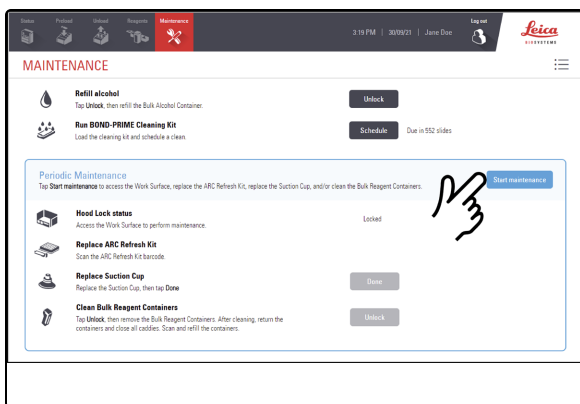 Status Preload Unload Reagents Maintenance
3:19 PM | 30/09/21 | Jane Doe
Log out
Leica
BIOSYSTEMS
MAINTENANCE
Refill alcohol
Tap Unlock, then refill the Bulk Alcohol Container.
Unlock
Run BOND-PRIME Cleaning Kit
Load the cleaning kit and schedule a clean.
Schedule
Due in 552 slides
Periodic Maintenance
Tap Start maintenance to access the Work Surface, replace the ARC Refresh Kit, replace the Suction Cup, and/or clean the Bulk Reagent Containers.
Start maintenance
Hood Lock status
Access the Work Surface to perform maintenance.
Locked
Replace ARC Refresh Kit
Scan the ARC Refresh Kit barcode.
Replace Suction Cup
Replace the Suction Cup, then tap Done
Done
Clean Bulk Reagent Containers
Tap Unlock, then remove the Bulk Reagent Containers. After cleaning, return the
containers and close all caddies. Scan and refill the containers.
Unlock